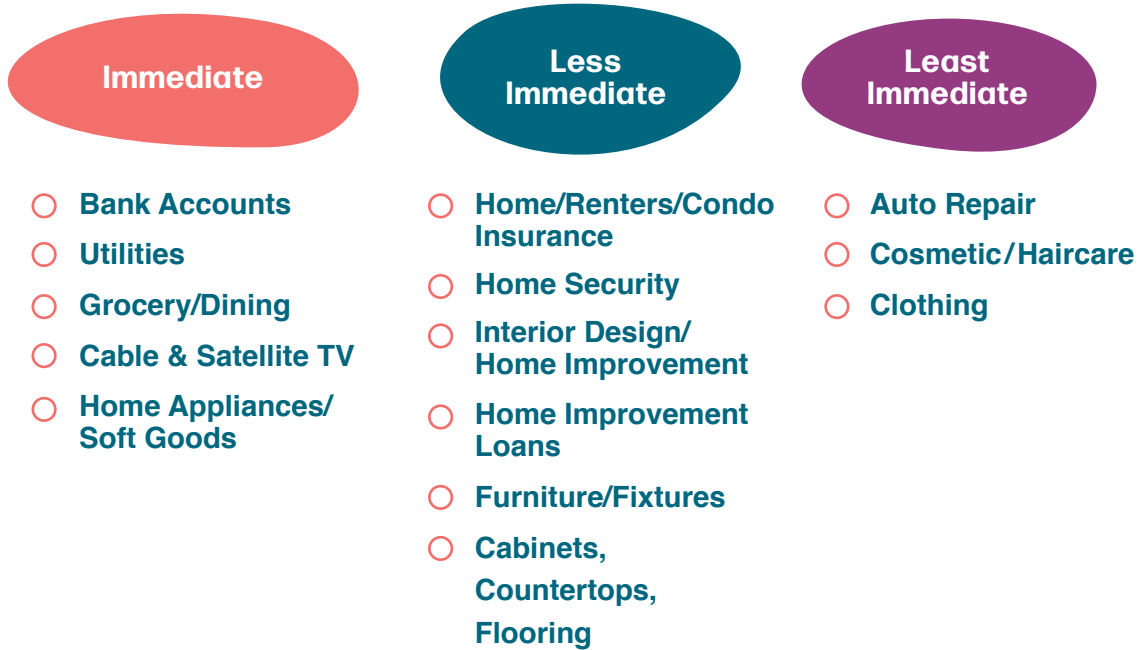 Immediate
Bank Accounts
Utilities
Grocery/Dining
Cable & Satellite TV
Home Appliances/
Soft Goods
Less
Immediate
Home/Renters/Condo
Insurance
Home Security
Interior Design/
Home Improvement
Home Improvement
Loans
Furniture/Fixtures
Cabinets,
Countertops,
Flooring
Least
Immediate
Auto Repair
Cosmetic/Haircare
Clothing